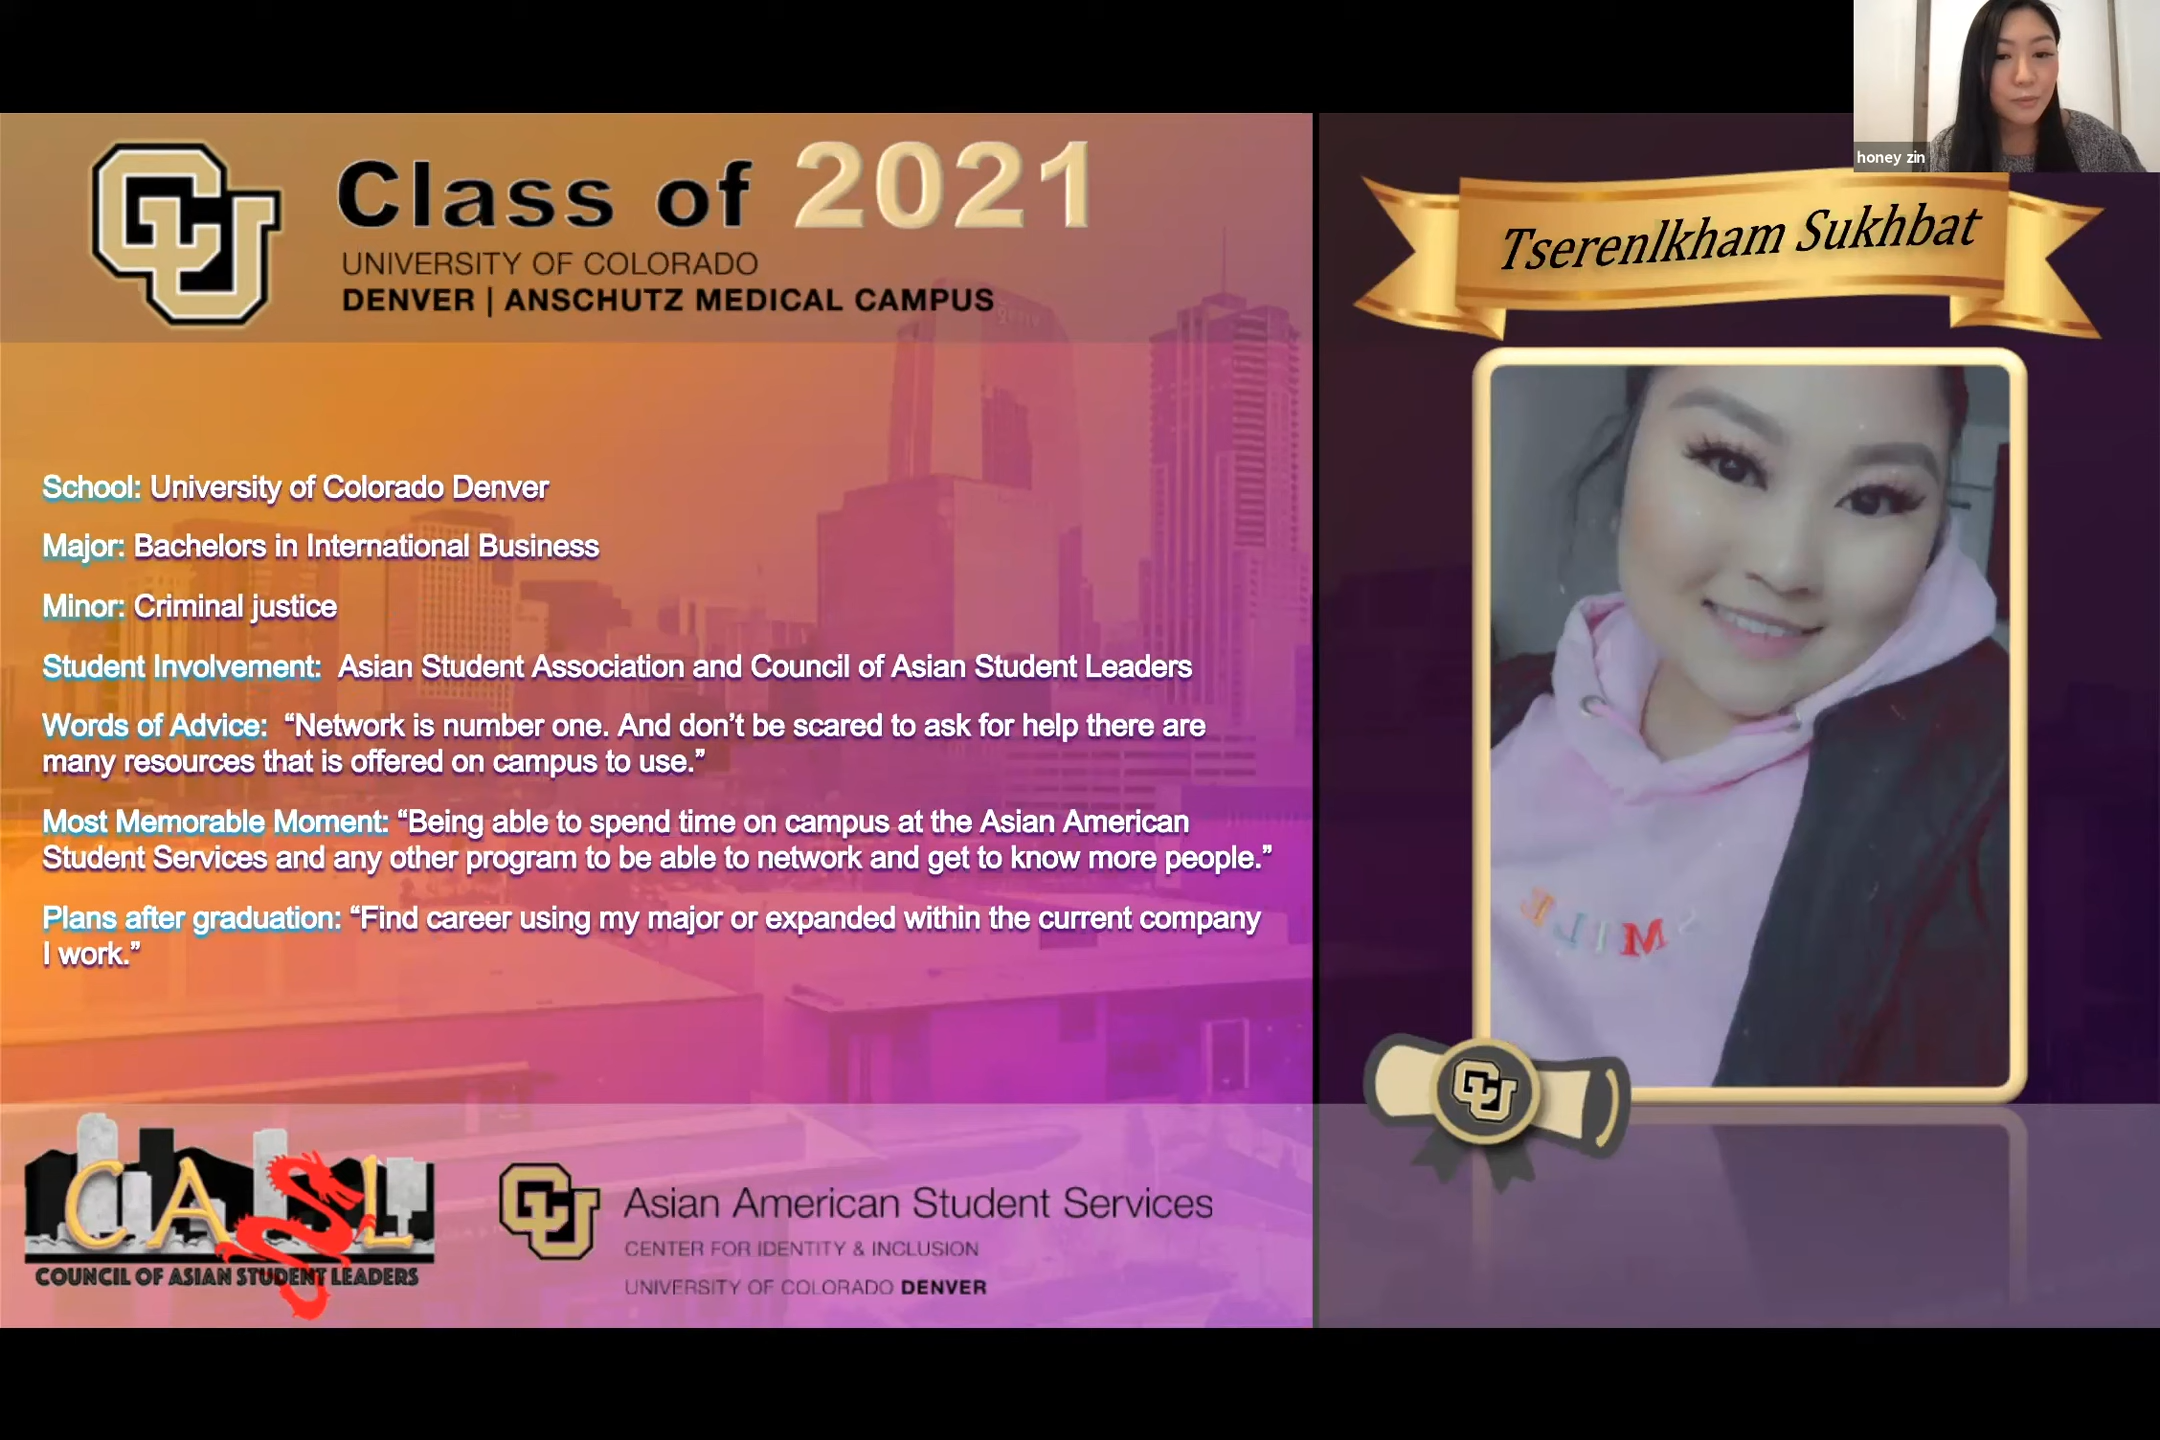 honey zin
CU
Class of 2021
UNIVERSITY OF COLORADO
DENVER | ANSCHUTZ MEDICAL CAMPUS
Tserenlkham Sukhbat
School: University of Colorado Denver
Major: Bachelors in International Business
Minor: Criminal justice
Student Involvement:  Asian Student Association and Council of Asian Student Leaders
Words of Advice:  “Network is number one. And don’t be scared to ask for help there are
many resources that is offered on campus to use.”
Most Memorable Moment: “Being able to spend time on campus at the Asian American
Student Services and any other program to be able to network and get to know more people.”
Plans after graduation: “Find career using my major or expanded within the current company
I work.”
SMILE
CU
CASL
COUNCIL OF ASIAN STUDENT LEADERS
CU
Asian American Student Services
CENTER FOR IDENTITY & INCLUSION
UNIVERSITY OF COLORADO DENVER